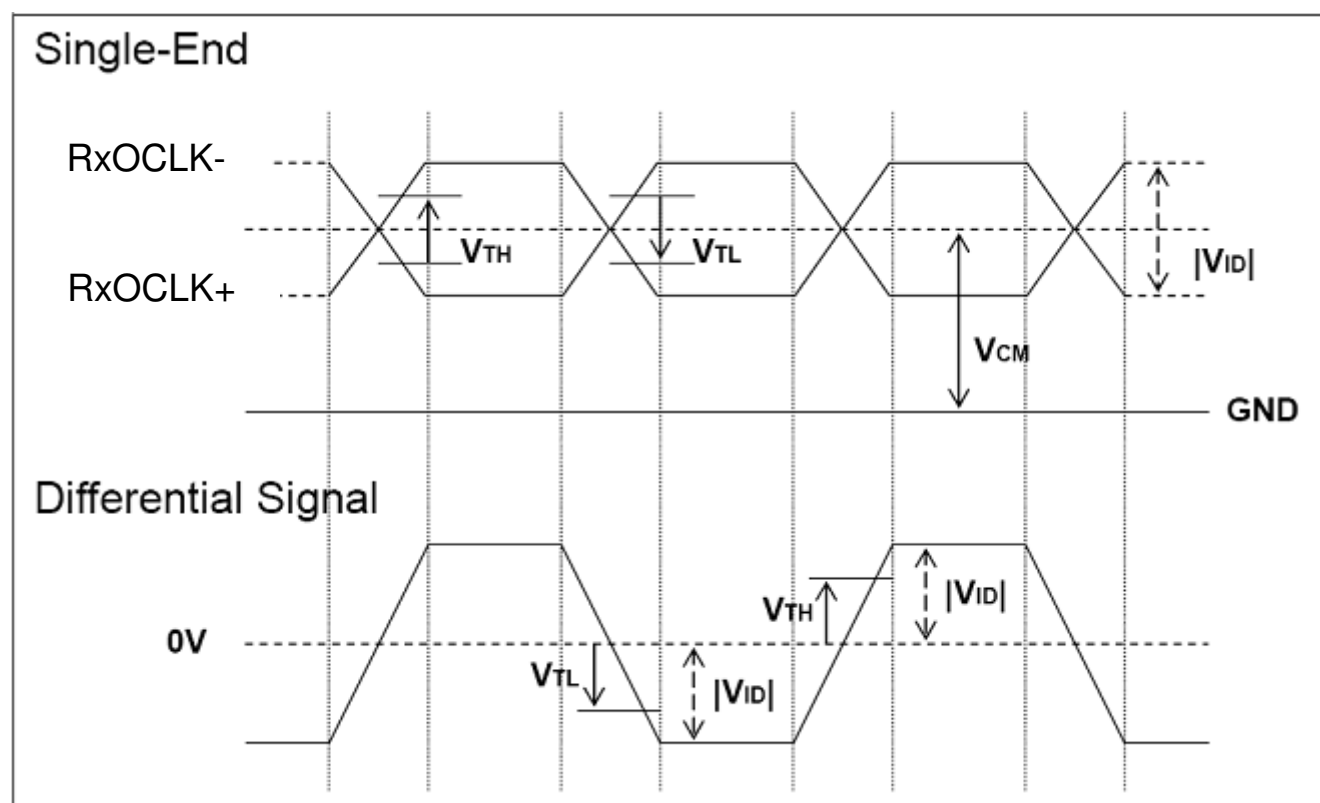 Single-End
RxOCLK-
VTH
VTL
|VID|
RxOCLK+
VCM
GND
Differential Signal
VTH
|VID|
0V
VTL
|VID|